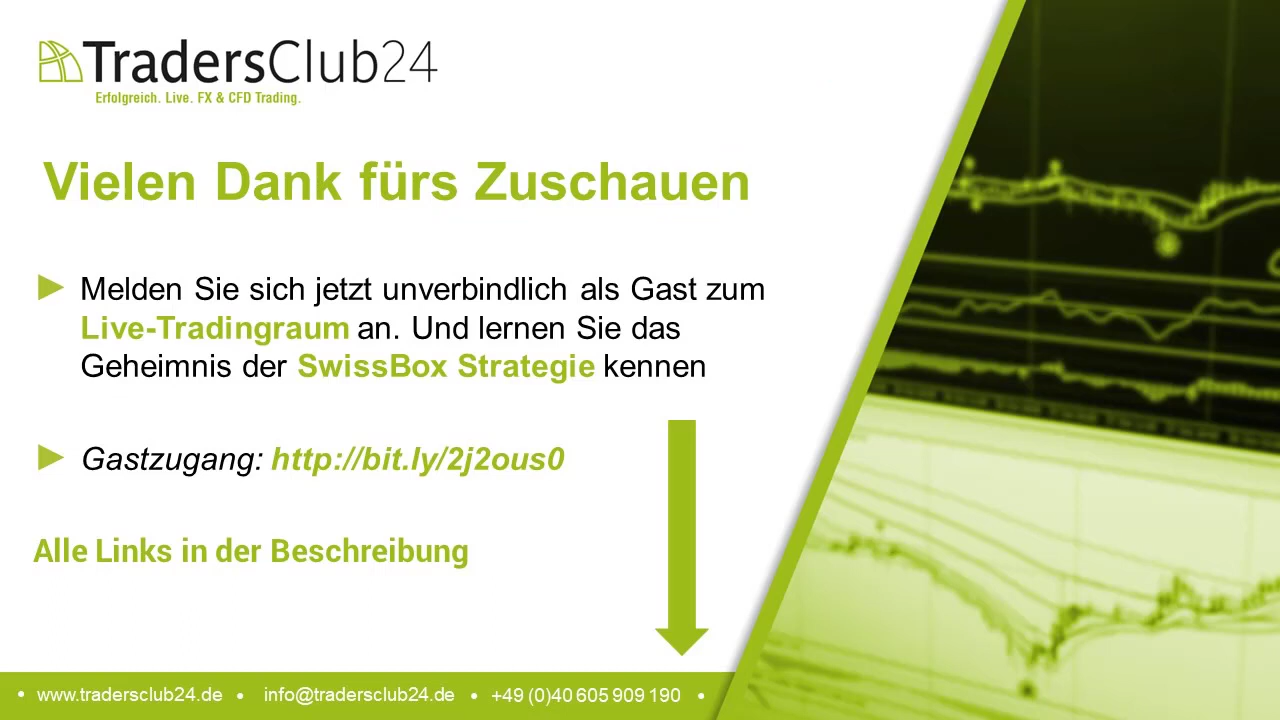 TradersClub24
Erfolgreich. Live. FX & CFD Trading.
Vielen Dank fürs Zuschauen
Melden Sie sich jetzt unverbindlich als Gast zum
Live-Tradingraum an. Und lernen Sie das
Geheimnis der SwissBox Strategie kennen
Gastzugang: http://bit.ly/2j2ous0
Alle Links in der Beschreibung
• www.tradersclub24.de • info@tradersclub24.de • +49 (0)40 605 909 190 •